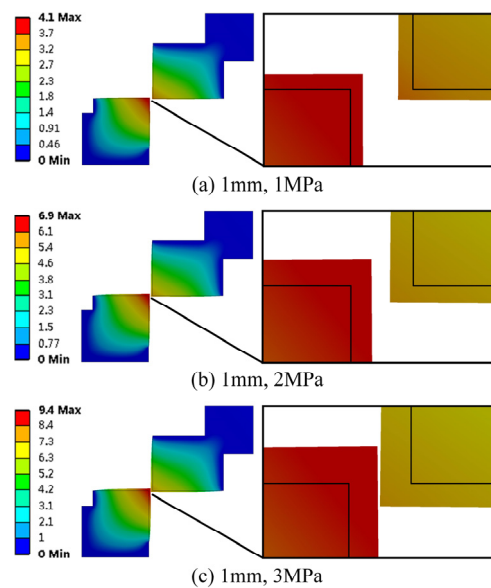 4.1 Max
3.7
3.2
2.7
2.3
1.8
1.4
0.91
0.46
0 Min
(a) 1mm, 1MPa
6.9 Max
6.1
5.4
4.6
3.8
3.1
2.3
1.5
0.77
0 Min
(b) 1mm, 2MPa
9.4 Max
8.4
7.3
6.3
5.2
4.2
3.1
2.1
1
0 Min
(c) 1mm, 3MPa